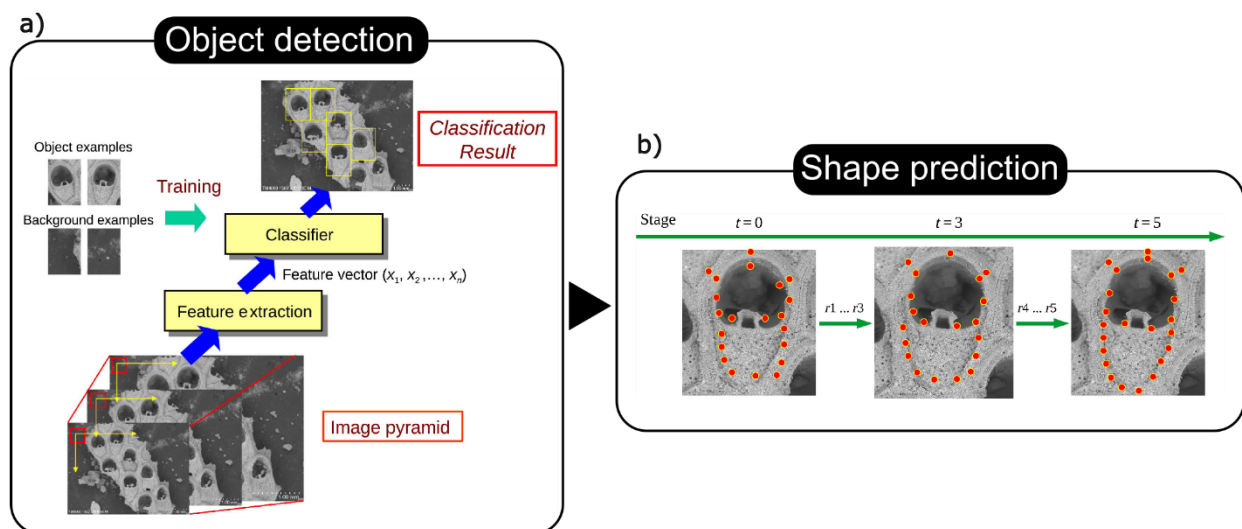 a)
Object detection
Object examples
Training
Background examples
Classification
Result
Classifier
Feature vector (x₁, x₂,…, xₙ)
Feature extraction
Image pyramid
b)
Shape prediction
Stage
t=0
t=3
t=5
r1 ... r3
r4 ... r5